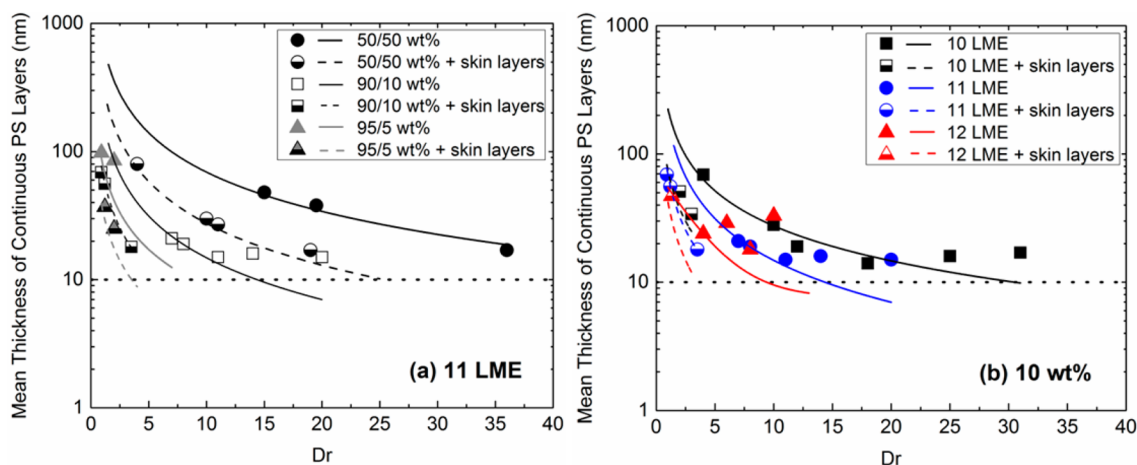 Mean Thickness of Continuous PS Layers (nm)
1000
100
10
1
50/50 wt%
50/50 wt% + skin layers
90/10 wt%
90/10 wt% + skin layers
95/5 wt%
95/5 wt% + skin layers
(a) 11 LME
0 5 10 15 20 25 30 35 40
Dr
Mean Thickness of Continuous PS Layers (nm)
1000
100
10
1
10 LME
10 LME + skin layers
11 LME
11 LME + skin layers
12 LME
12 LME + skin layers
(b) 10 wt%
0 5 10 15 20 25 30 35 40
Dr